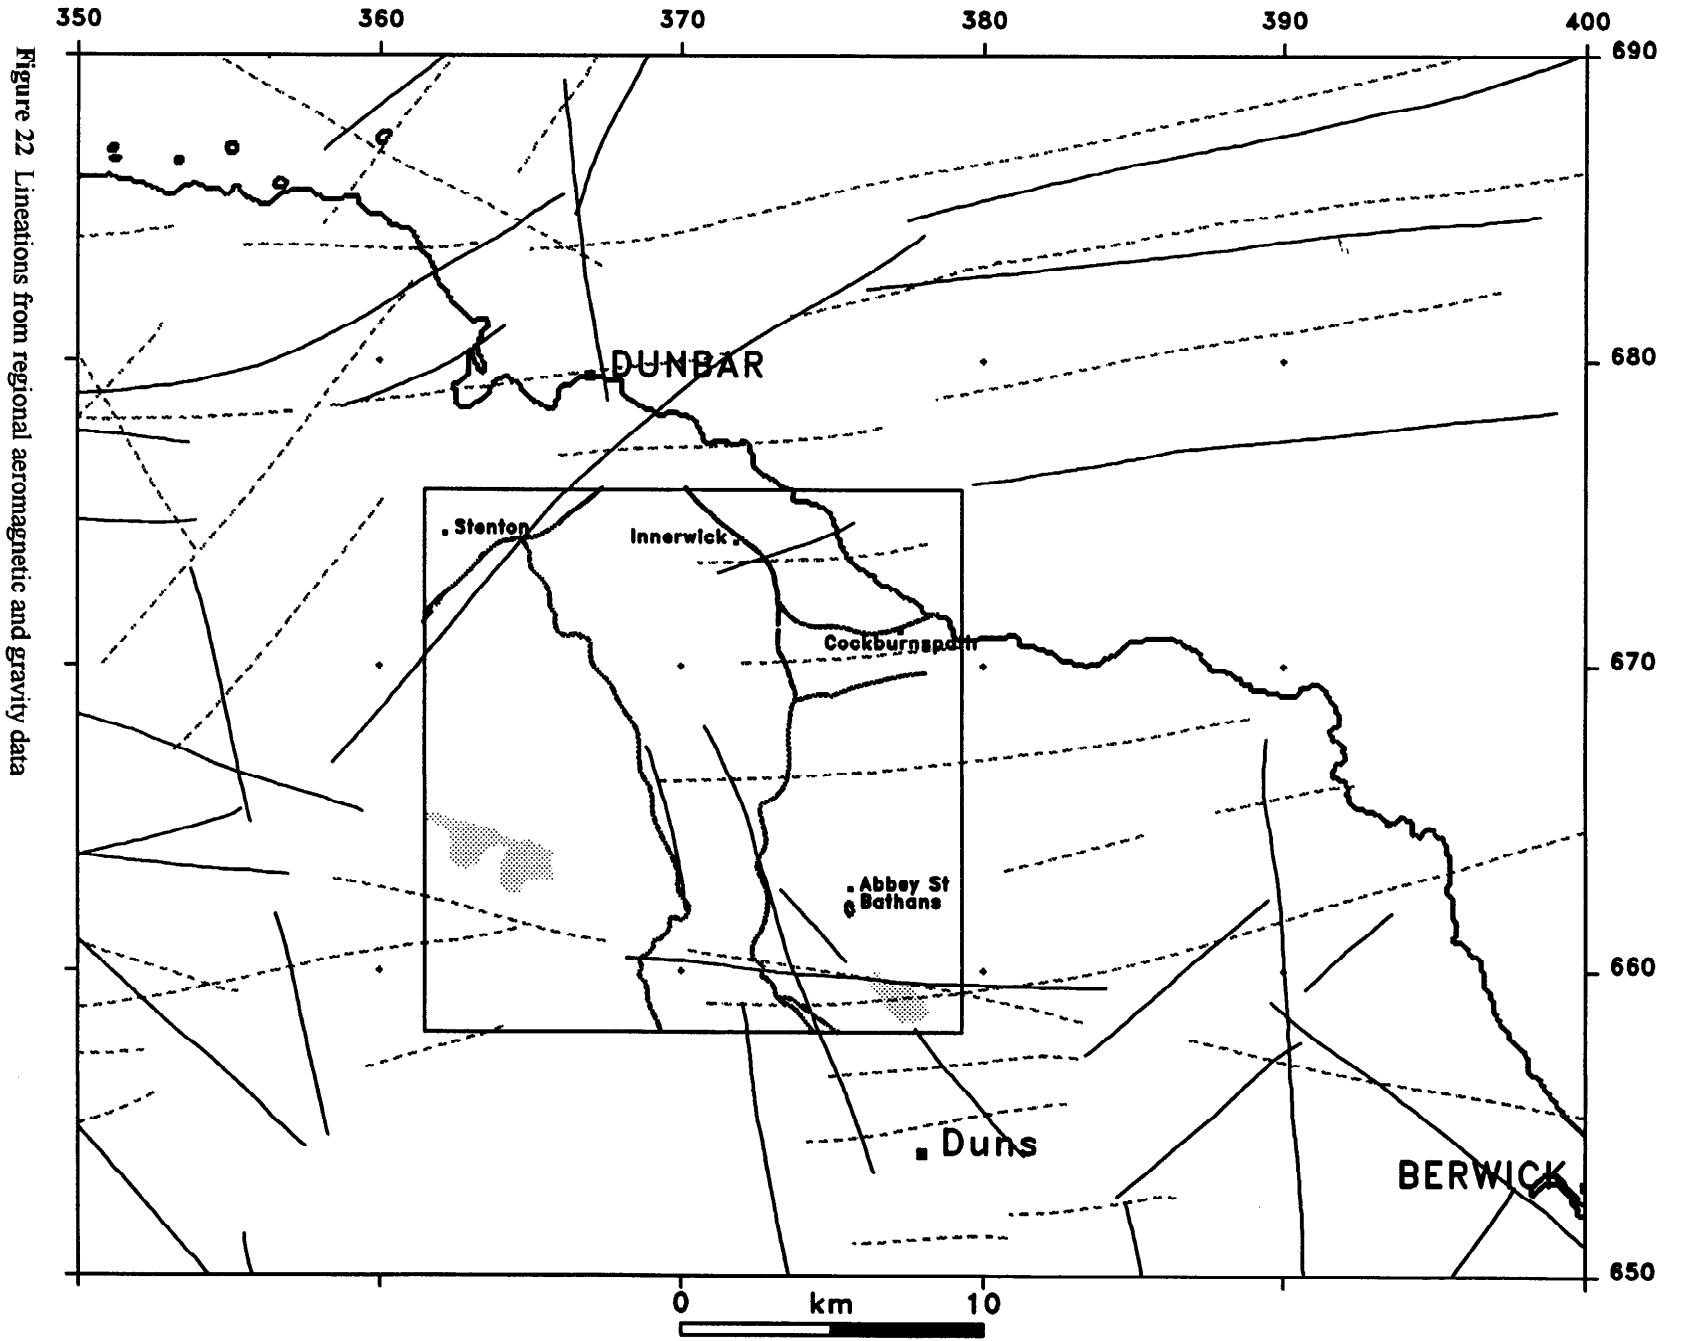 350 360 370 380 390 400
690
Figure 22 Lineations from regional aeromagnetic and gravity data
DUNBAR
680
Stenton
Innerwick
Cockburnspath
670
Abbey St
Bathans
660
Duns
BERWICK
650
0 km 10